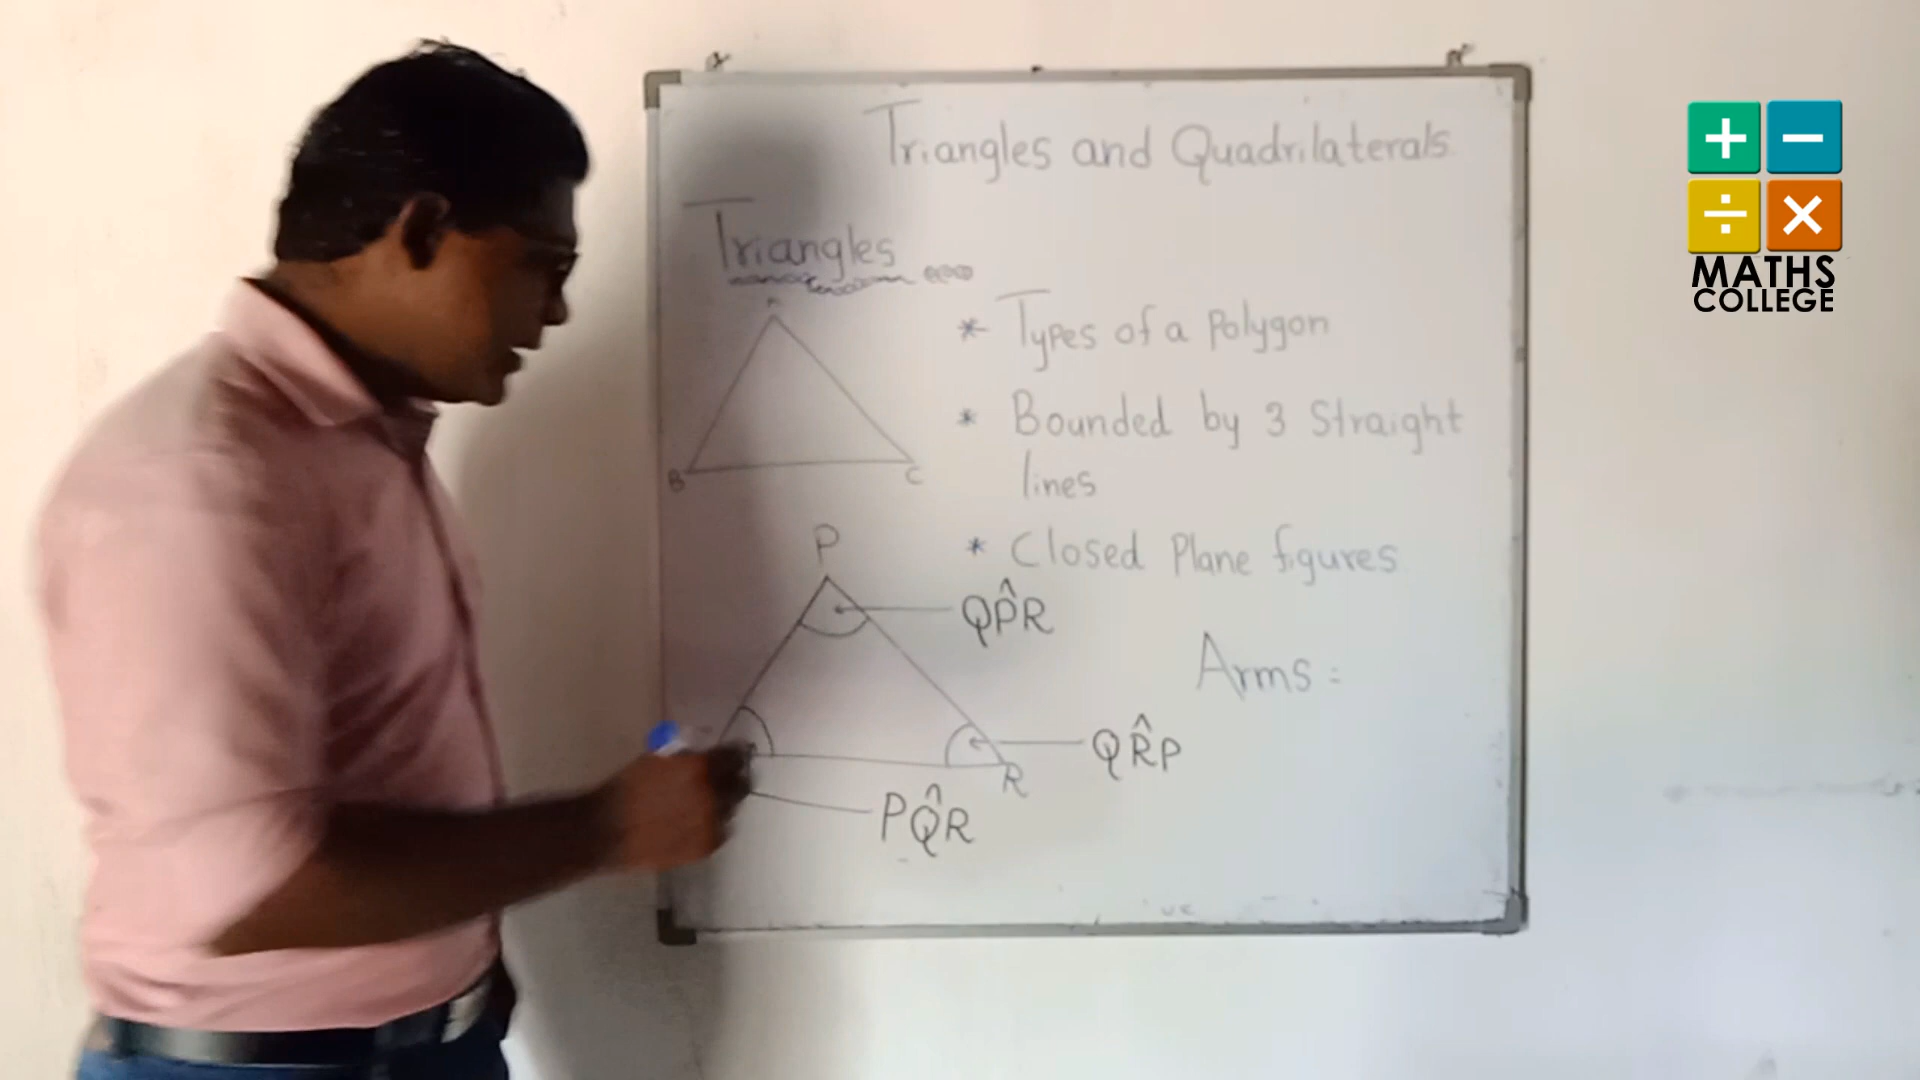 Triangles and Quadrilaterals
Triangles
A
* Types of a Polygon
* Bounded by 3 Straight
lines
B
C
P
* Closed Plane figures
QP̂R
Arms =
QR̂P
R
PQ̂R
+ −
÷ ×
MATHS
COLLEGE